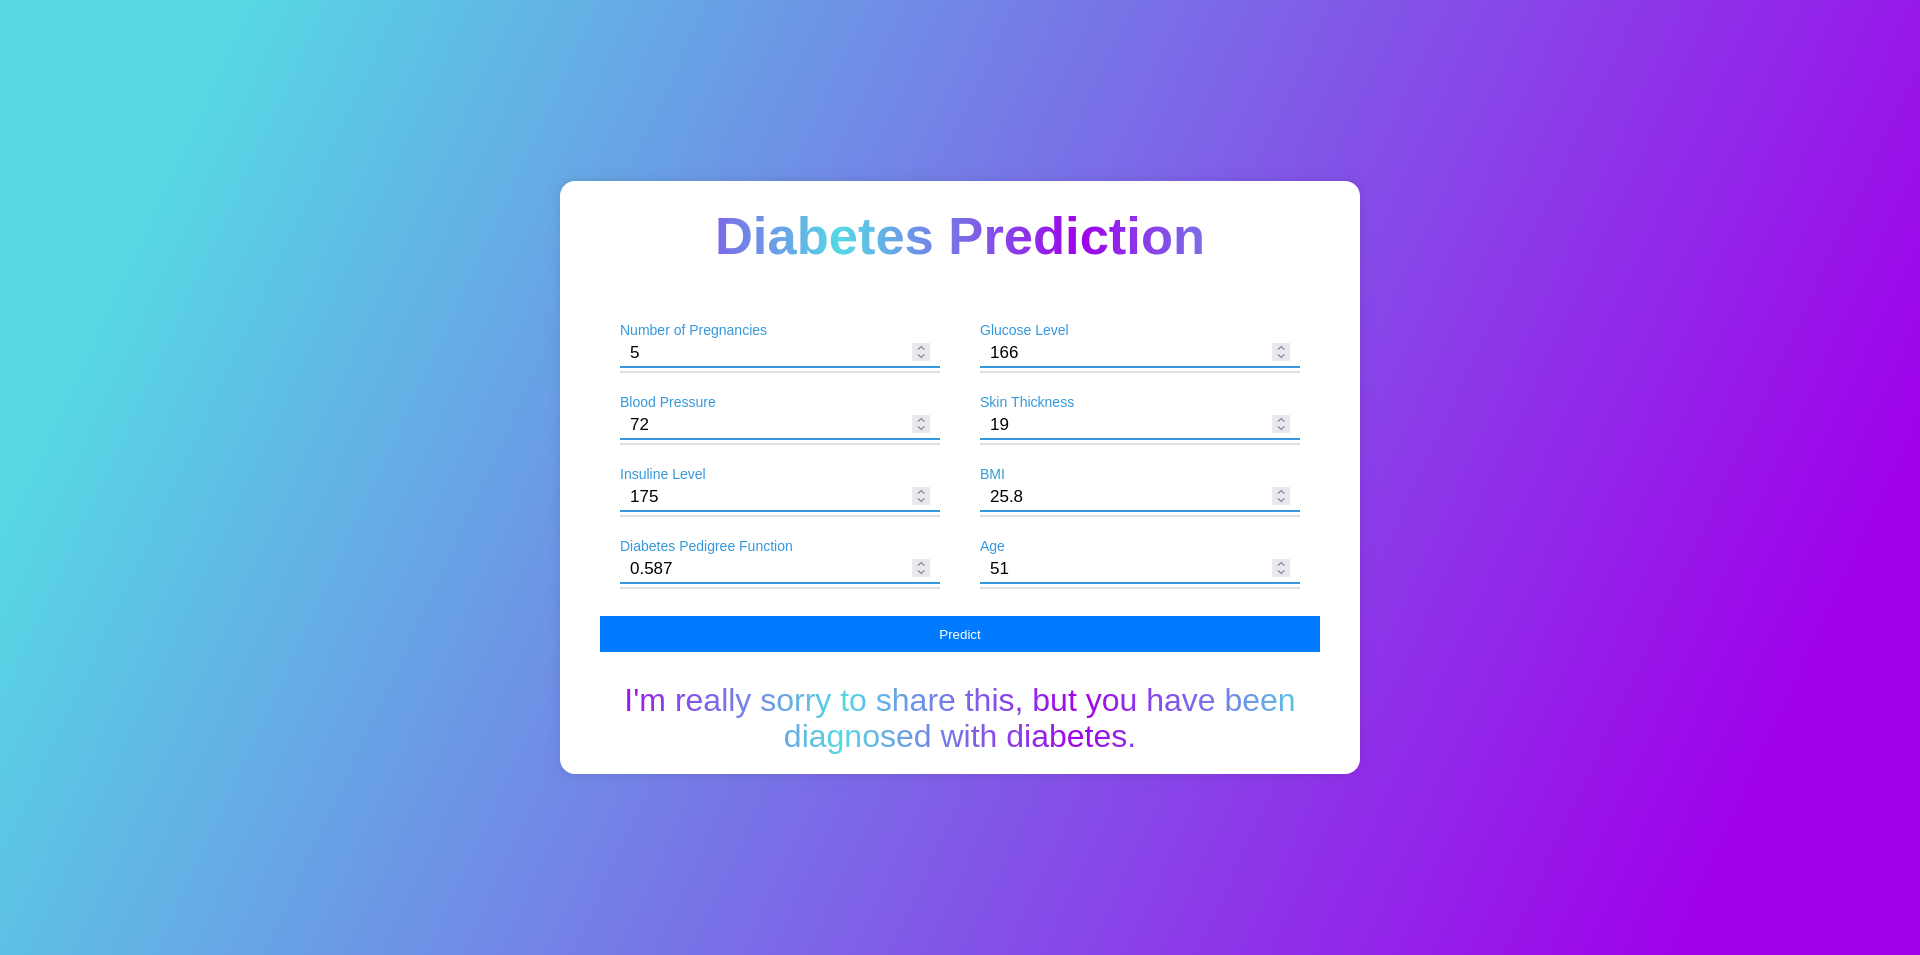 Diabetes Prediction
Number of Pregnancies
5
Glucose Level
166
Blood Pressure
72
Skin Thickness
19
Insuline Level
175
BMI
25.8
Diabetes Pedigree Function
0.587
Age
51
Predict
I'm really sorry to share this, but you have been
diagnosed with diabetes.